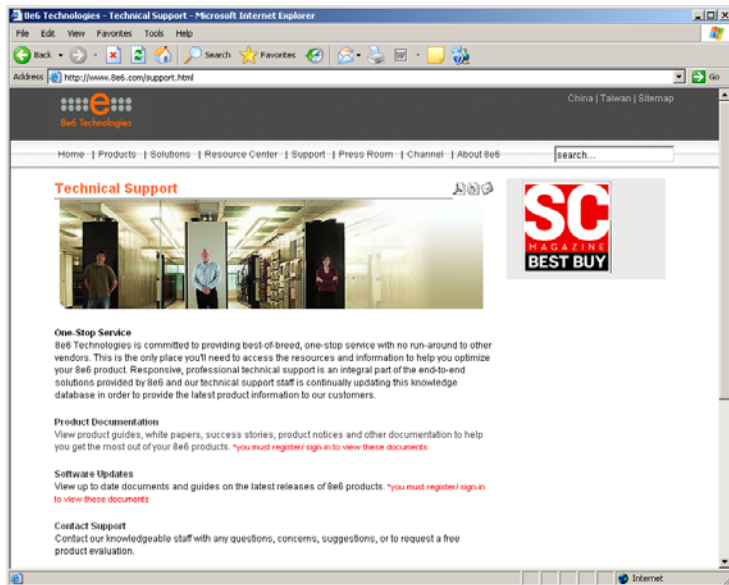 8e6 Technologies - Technical Support - Microsoft Internet Explorer
File Edit View Favorites Tools Help
Back Search Favorites
Address http://www.8e6.com/support.html Go
e
8e6 Technologies
China | Taiwan | Sitemap
Home | Products | Solutions | Resource Center | Support | Press Room | Channel | About 8e6
search...
Technical Support
SC
MAGAZINE
BEST BUY
One-Stop Service
8e6 Technologies is committed to providing best-of-breed, one-stop service with no run-around to other
vendors. This is the only place you'll need to access the resources and information to help you optimize
your 8e6 product. Responsive, professional technical support is an integral part of the end-to-end
solutions provided by 8e6 and our technical support staff is continually updating this knowledge
database in order to provide the latest product information to our customers.
Product Documentation
View product guides, white papers, success stories, product notices and other documentation to help
you get the most out of your 8e6 products. *you must register/ sign-in to view these documents
Software Updates
View up to date documents and guides on the latest releases of 8e6 products. *you must register/ sign-in
to view these documents
Contact Support
Contact our knowledgeable staff with any questions, concerns, suggestions, or to request a free
product evaluation.
Internet